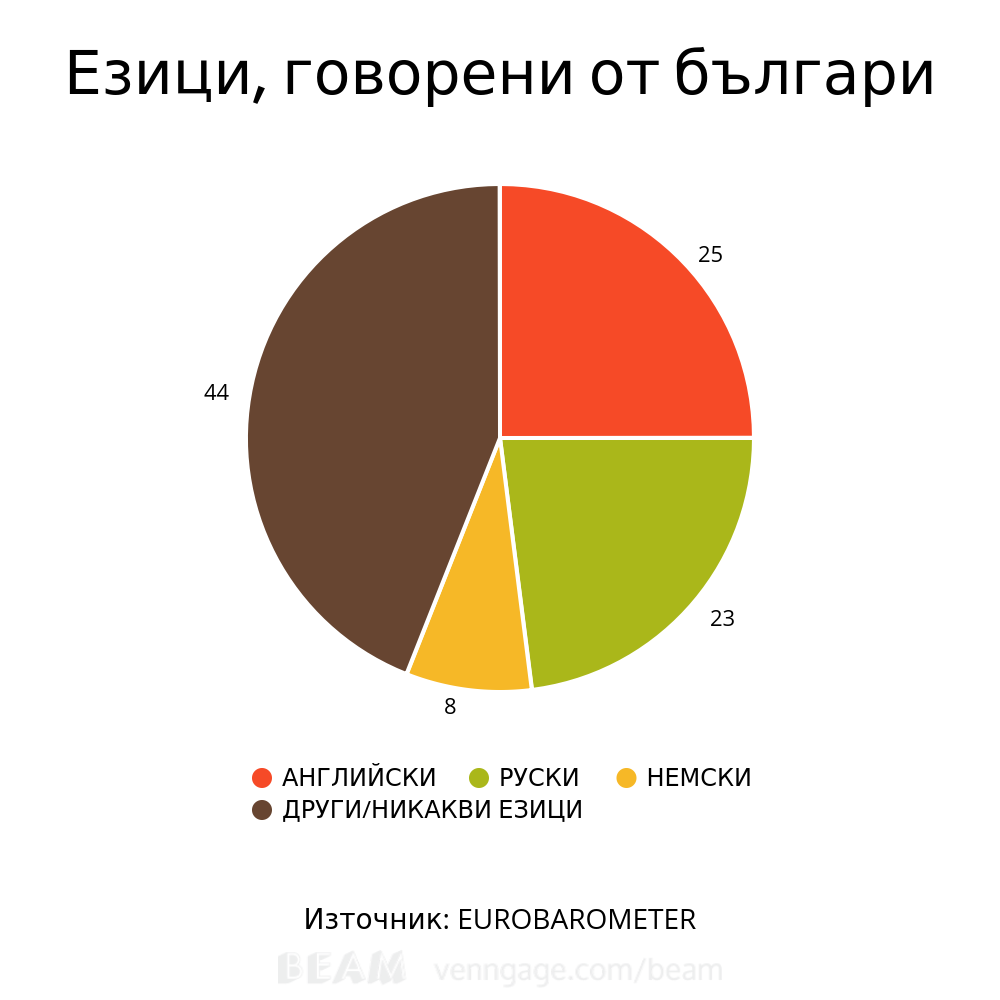 Езици, говорени от българи
25
44
23
8
АНГЛИЙСКИ РУСКИ НЕМСКИ
ДРУГИ/НИКАКВИ ЕЗИЦИ
Източник: EUROBAROMETER
BEAM venngage.com/beam